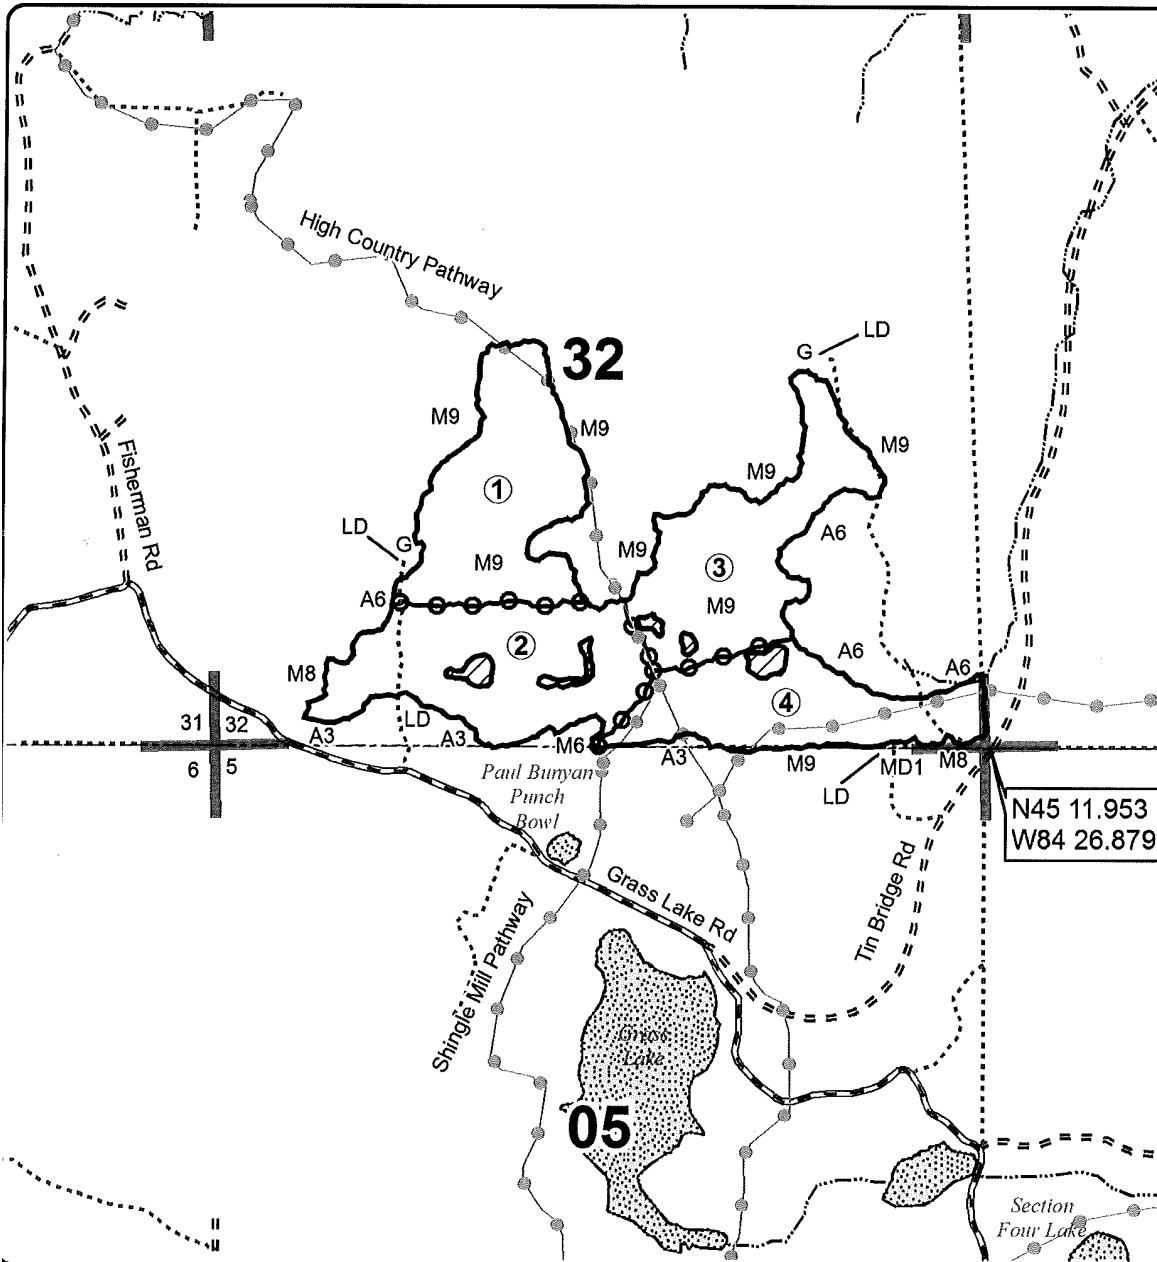 High Country Pathway
32
G
LD
M9
M9
M9
M9
1
A6
LD
G
M9
M9
3
M9
Fisherman Rd
A6
2
A6
A6
M8
4
31
32
A3
LD
A3
M6
A3
M9
MD1
M8
6
5
LD
Paul Bunyan
Punch
Bowl
N45 11.953
W84 26.879
Grass Lake Rd
Tin Bridge Rd
Shingle Mill Pathway
Grass
Lake
05
Section
Four Lake